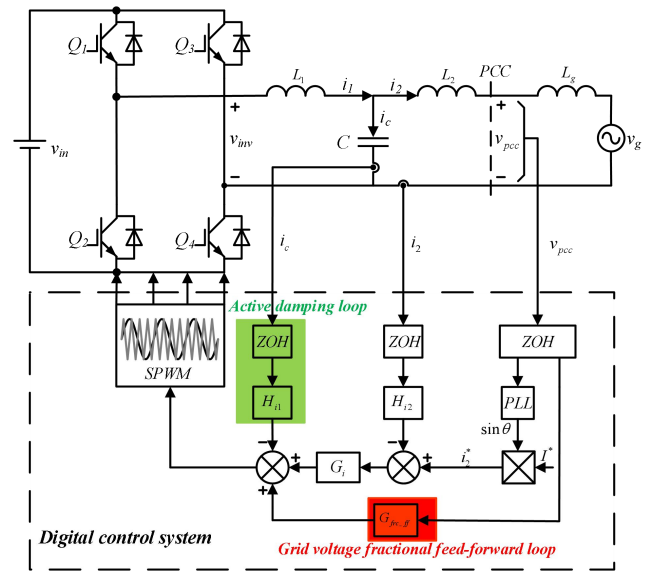 Q1
Q3
L1
i1
i2
L2
PCC
Lg
+
+
ic
vin
vinv
C
vpcc
vg
−
−
Q2
Q4
ic
i2
vpcc
Active damping loop
ZOH
ZOH
ZOH
SPWM
Hi1
Hi2
PLL
sin θ
−
−
+
Gi
+
i2*
I*
+
Gfrc_ff
Digital control system
Grid voltage fractional feed-forward loop